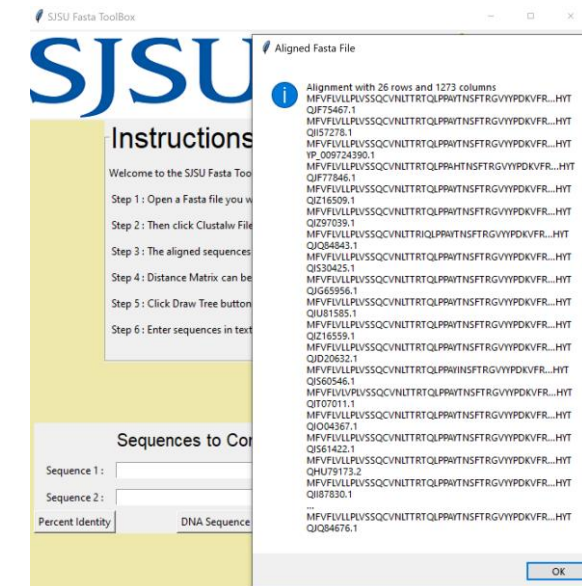 SJSU Fasta ToolBox
SJSU
Instructions
Welcome to the SJSU Fasta Too
Step 1 : Open a Fasta file you w
Step 2 : Then click Clustalw File
Step 3 : The aligned sequences
Step 4 : Distance Matrix can be
Step 5 : Click Draw Tree button
Step 6 : Enter sequences in text
Sequences to Cor
Sequence 1 :
Sequence 2 :
Percent Identity
DNA Sequence
Aligned Fasta File
Alignment with 26 rows and 1273 columns
MFVFLVLLPLVSSQCVNLTTRTQLPPAYTNSFTRGVYYPDKVFR...HYT
QJF75467.1
MFVFLVLLPLVSSQCVNLTTRTQLPPAYTNSFTRGVYYPDKVFR...HYT
QII57278.1
MFVFLVLLPLVSSQCVNLTTRTQLPPAYTNSFTRGVYYPDKVFR...HYT
YP_009724390.1
MFVFLVLLPLVSSQCVNLTTRTQLPPAHTNSFTRGVYYPDKVFR...HYT
QJF77846.1
MFVFLVLLPLVSSQCVNLTTRTQLPPAYTNSFTRGVYYPDKVFR...HYT
QIZ16509.1
MFVFLVLLPLVSSQCVNLTTRTQLPPAYTNSFTRGVYYPDKVFR...HYT
QIZ97039.1
MFVFLVLLPLVSSQCVNLTTRIQLPPAYTNSFTRGVYYPDKVFR...HYT
QJQ84843.1
MFVFLVLLPLVSSQCVNLTTRTQLPPAYTNSFTRGVYYPDKVFR...HYT
QIS30425.1
MFVFLVLLPLVSSQCVNLTTRTQLPPAYTNSFTRGVYYPDKVFR...HYT
QJG65956.1
MFVFLVLLPLVSSQCVNLTTRTQLPPAYTNSFTRGVYYPDKVFR...HYT
QIU81585.1
MFVFLVLLPLVSSQCVNLTTRTQLPPAYTNSFTRGVYYPDKVFR...HYT
QIZ16559.1
MFVFLVLLPLVSSQCVNLTTRTQLPPAYTNSFTRGVYYPDKVFR...HYT
QJD20632.1
MFVFLVLLPLVSSQCVNLTTRTQLPPAYINSFTRGVYYPDKVFR...HYT
QIS60546.1
MFVFLVLVPLVSSQCVNLTTRTQLPPAYTNSFTRGVYYPDKVFR...HYT
QIT07011.1
MFVFLVLLPLVSSQCVNLTTRTQLPPAYTNSFTRGVYYPDKVFR...HYT
QIO04367.1
MFVFLVLLPLVSSQCVNLTTRTQLPPAYTNSFTRGVYYPDKVFR...HYT
QIS61422.1
MFVFLVLLPLVSSQCVNLTTRTQLPPAYTNSFTRGVYYPDKVFR...HYT
QHU79173.2
MFVFLVLLPLVSSQCVNLTTRTQLPPAYTNSFTRGVYYPDKVFR...HYT
QII87830.1
...
MFVFLVLLPLVSSQCVNLTTRTQLPPAYTNSFTRGVYYPDKVFR...HYT
QJQ84676.1
OK